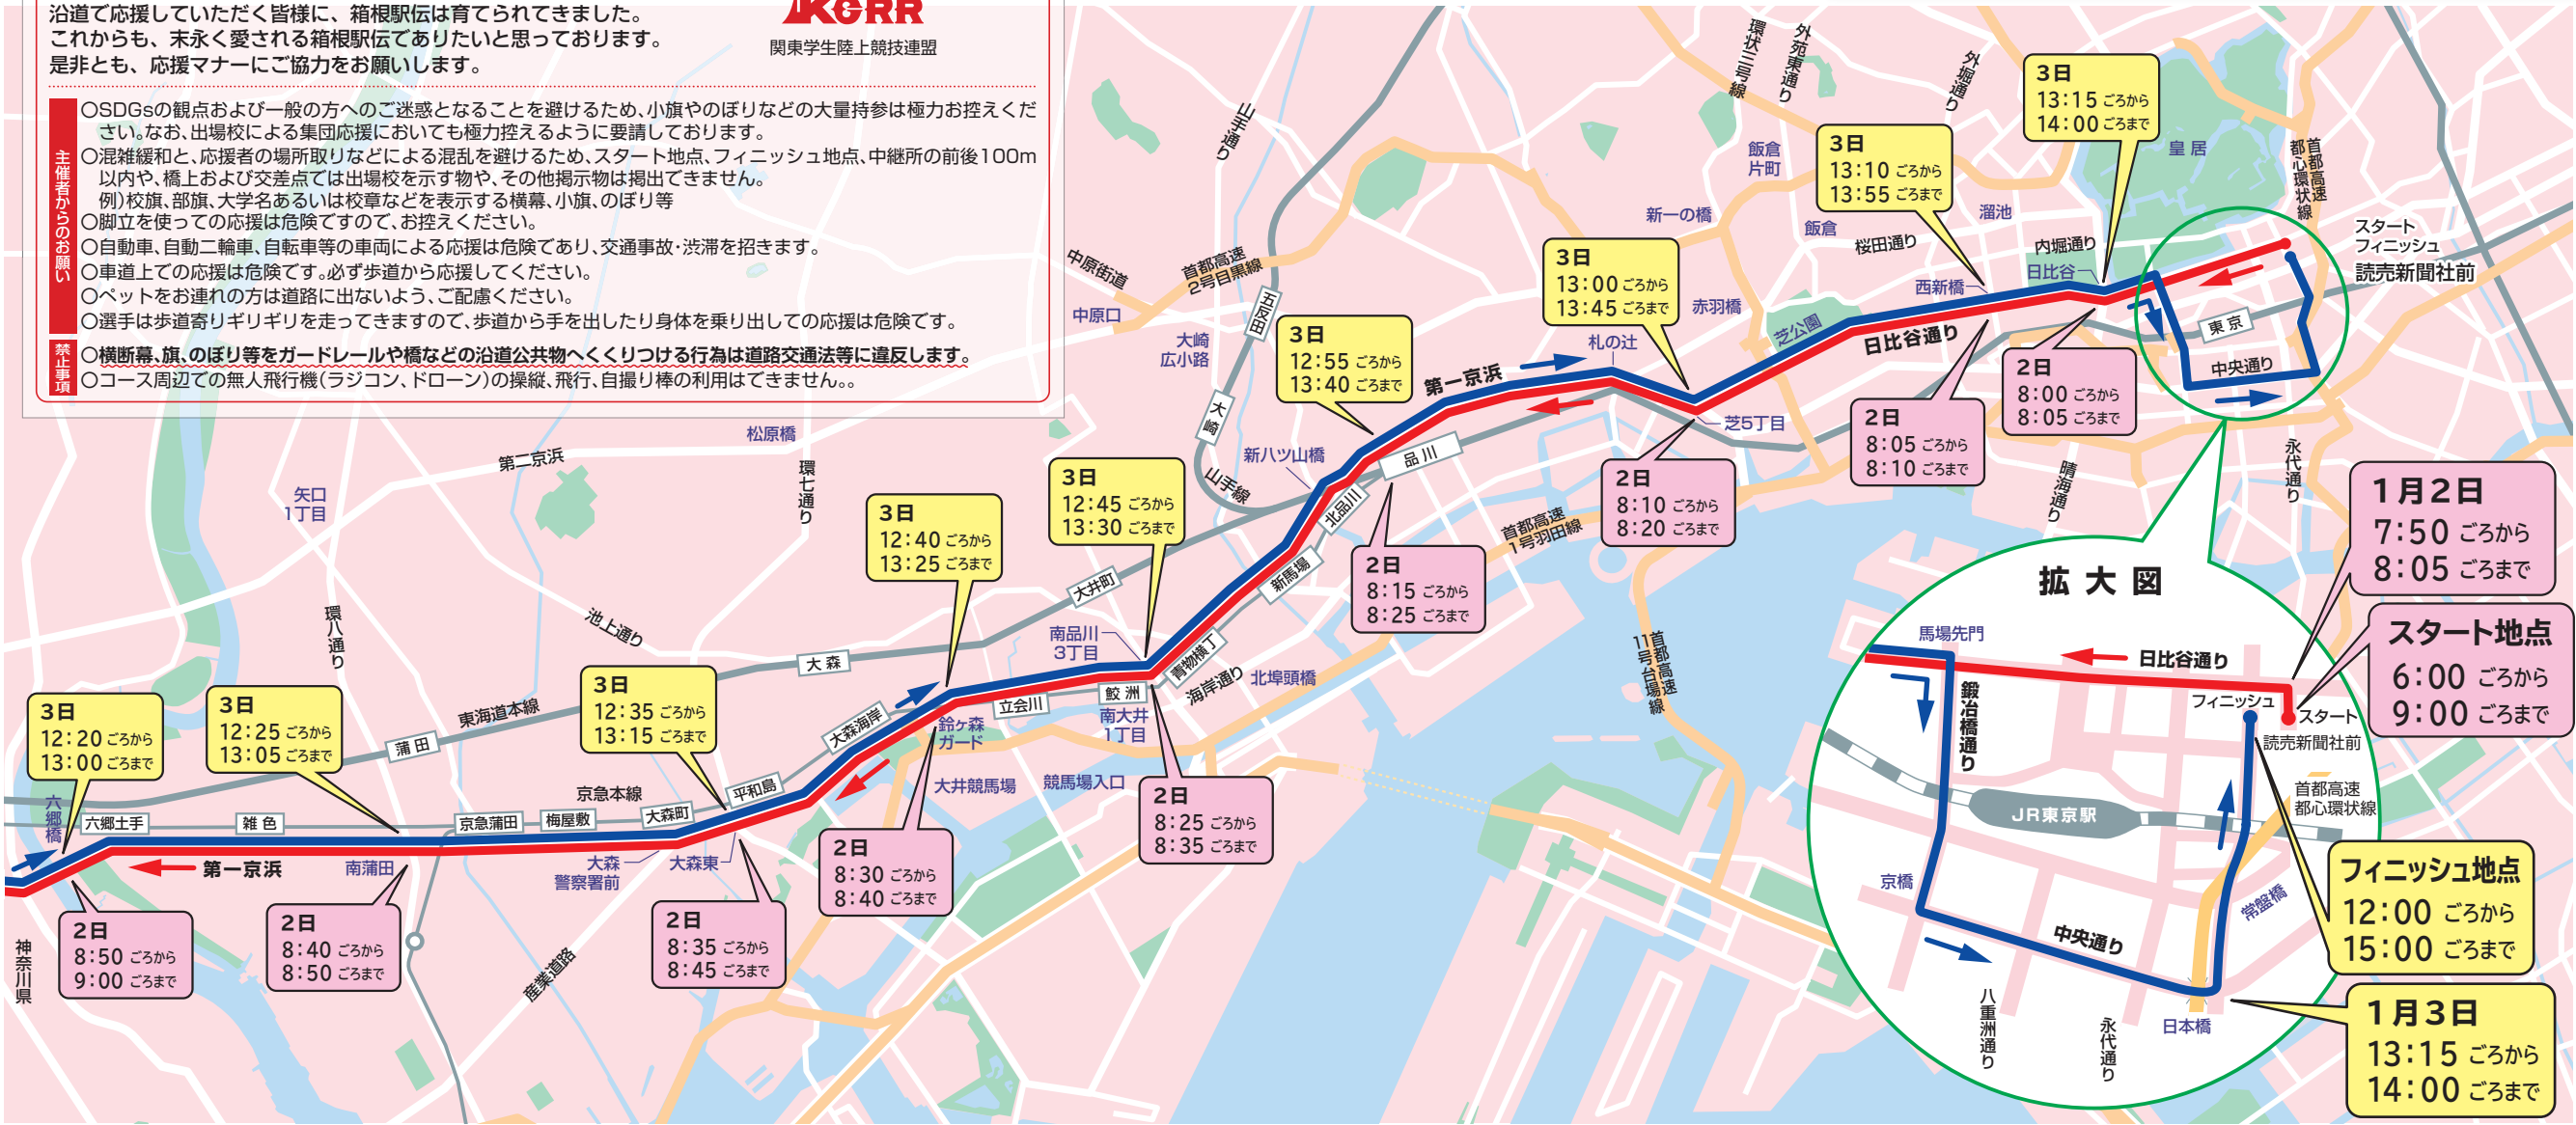 沿道で応援していただく皆様に、箱根駅伝は育てられてきました。
これからも、末永く愛される箱根駅伝でありたいと思っております。
是非とも、応援マナーにご協力をお願いします。
KGRR
関東学生陸上競技連盟
主催者からのお願い
○SDGsの観点および一般の方へのご迷惑となることを避けるため、小旗やのぼりなどの大量持参は極力お控えくだ
さい。なお、出場校による集団応援においても極力控えるように要請しております。
○混雑緩和と、応援者の場所取りなどによる混乱を避けるため、スタート地点、フィニッシュ地点、中継所の前後100m
以内や、橋上および交差点では出場校を示す物や、その他掲示物は掲出できません。
例)校旗、部旗、大学名あるいは校章などを表示する横幕、小旗、のぼり等
○脚立を使っての応援は危険ですので、お控えください。
○自動車、自動二輪車、自転車等の車両による応援は危険であり、交通事故・渋滞を招きます。
○車道上での応援は危険です。必ず歩道から応援してください。
○ペットをお連れの方は道路に出ないよう、ご配慮ください。
○選手は歩道寄りギリギリを走ってきますので、歩道から手を出したり身体を乗り出しての応援は危険です。
禁止事項
○横断幕、旗、のぼり等をガードレールや橋などの沿道公共物へくくりつける行為は道路交通法等に違反します。
○コース周辺での無人飛行機(ラジコン、ドローン)の操縦、飛行、自撮り棒の利用はできません。。
環状三号線
外苑東通り
外堀通り
山手通り
飯倉
片町
新一の橋
飯倉
桜田通り
溜池
内堀通り
日比谷
皇居
首都高速
都心環状線
スタート
フィニッシュ
読売新聞社前
3日
13:15 ごろから
14:00 ごろまで
3日
13:10 ごろから
13:55 ごろまで
3日
13:00 ごろから
13:45 ごろまで
3日
12:55 ごろから
13:40 ごろまで
中原街道
中原口
首都高速
2号目黒線
五反田
大崎
広小路
大崎
山手線
赤羽橋
芝公園
西新橋
日比谷通り
札の辻
第一京浜
芝5丁目
東京
中央通り
永代通り
晴海通り
2日
8:00 ごろから
8:05 ごろまで
2日
8:05 ごろから
8:10 ごろまで
2日
8:10 ごろから
8:20 ごろまで
2日
8:15 ごろから
8:25 ごろまで
品川
新八ツ山橋
北品川
新馬場
首都高速
1号羽田線
首都高速
11号台場線
松原橋
第二京浜
環七通り
矢口
1丁目
環八通り
池上通り
3日
12:45 ごろから
13:30 ごろまで
3日
12:40 ごろから
13:25 ごろまで
大井町
南品川
3丁目
青物横丁
海岸通り
北埠頭橋
大森
鮫洲
立会川
南大井
1丁目
大森海岸
鈴ヶ森
ガード
大井競馬場
競馬場入口
3日
12:35 ごろから
13:15 ごろまで
3日
12:25 ごろから
13:05 ごろまで
3日
12:20 ごろから
13:00 ごろまで
東海道本線
蒲田
京急本線
平和島
大森町
梅屋敷
京急蒲田
雑色
六郷土手
六郷橋
第一京浜
南蒲田
大森
警察署前
大森東
2日
8:25 ごろから
8:35 ごろまで
2日
8:30 ごろから
8:40 ごろまで
2日
8:35 ごろから
8:45 ごろまで
2日
8:40 ごろから
8:50 ごろまで
2日
8:50 ごろから
9:00 ごろまで
神奈川県
産業道路
拡大図
馬場先門
日比谷通り
鍛冶橋通り
フィニッシュ
スタート
読売新聞社前
首都高速
都心環状線
JR東京駅
京橋
中央通り
常盤橋
日本橋
八重洲通り
永代通り
1月2日
7:50 ごろから
8:05 ごろまで
スタート地点
6:00 ごろから
9:00 ごろまで
フィニッシュ地点
12:00 ごろから
15:00 ごろまで
1月3日
13:15 ごろから
14:00 ごろまで